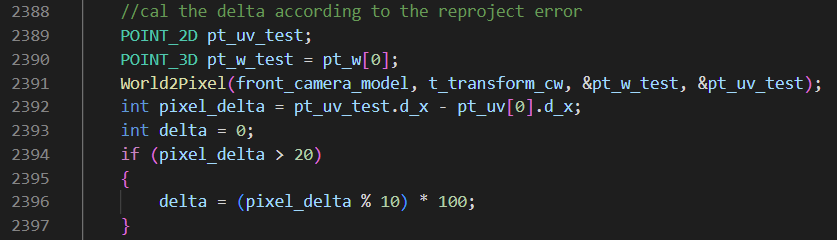 2388 //cal the delta according to the reproject error
2389 POINT_2D pt_uv_test;
2390 POINT_3D pt_w_test = pt_w[0];
2391 World2Pixel(front_camera_model, t_transform_cw, &pt_w_test, &pt_uv_test);
2392 int pixel_delta = pt_uv_test.d_x - pt_uv[0].d_x;
2393 int delta = 0;
2394 if (pixel_delta > 20)
2395 {
2396 delta = (pixel_delta % 10) * 100;
2397 }